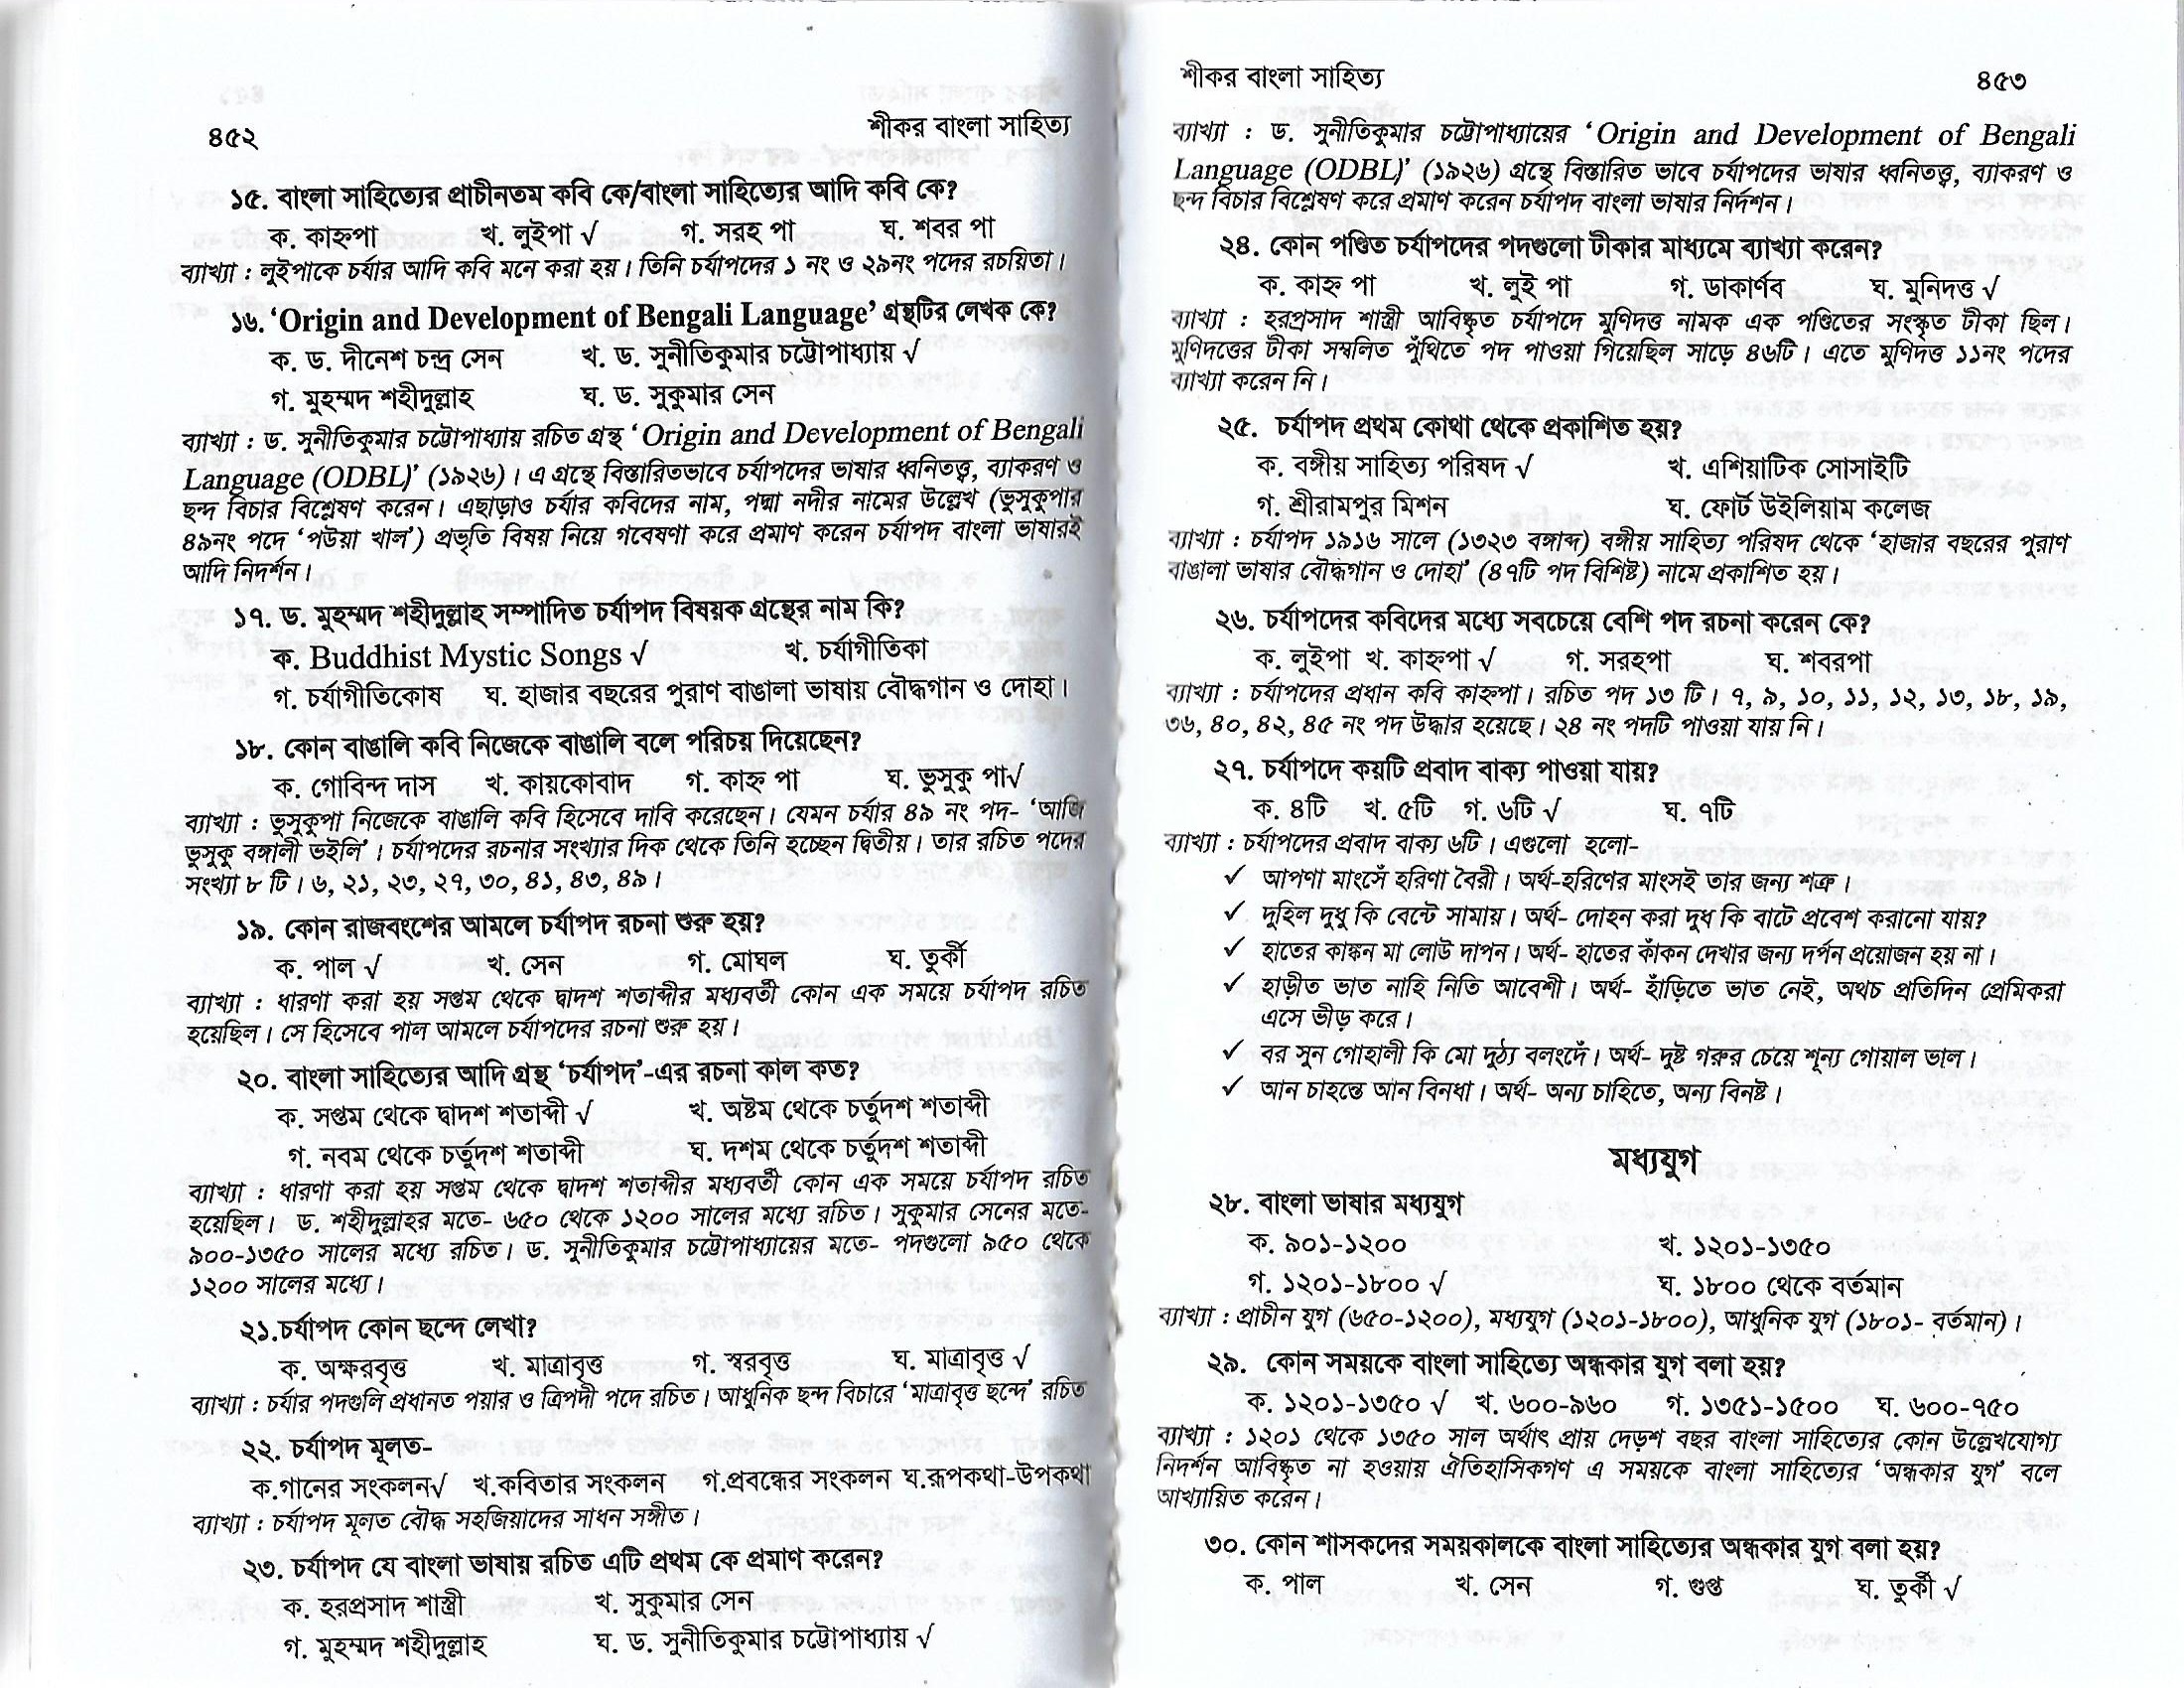 ৪৫২
শীকর বাংলা সাহিত্য
১৫. বাংলা সাহিত্যের প্রাচীনতম কবি কে/বাংলা সাহিত্যের আদি কবি কে?
ক. কাহ্নপা খ. লুইপা √ গ. সরহ পা ঘ. শবর পা
ব্যাখ্যা : লুইপাকে চর্যার আদি কবি মনে করা হয়। তিনি চর্যাপদের ১ নং ও ২৯নং পদের রচয়িতা।
১৬. ‘Origin and Development of Bengali Language’ গ্রন্থটির লেখক কে?
ক. ড. দীনেশ চন্দ্র সেন খ. ড. সুনীতিকুমার চট্টোপাধ্যায় √
গ. মুহম্মদ শহীদুল্লাহ ঘ. ড. সুকুমার সেন
ব্যাখ্যা : ড. সুনীতিকুমার চট্টোপাধ্যায় রচিত গ্রন্থ ‘Origin and Development of Bengali
Language (ODBL)’ (১৯২৬)। এ গ্রন্থে বিস্তারিতভাবে চর্যাপদের ভাষার ধ্বনিতত্ত্ব, ব্যাকরণ ও
ছন্দ বিচার বিশ্লেষণ করেন। এছাড়াও চর্যার কবিদের নাম, পদ্মা নদীর নামের উল্লেখ (ভুসুকুপার
৪৯নং পদে ‘পউয়া খাল’) প্রভৃতি বিষয় নিয়ে গবেষণা করে প্রমাণ করেন চর্যাপদ বাংলা ভাষারই
আদি নিদর্শন।
১৭. ড. মুহম্মদ শহীদুল্লাহ সম্পাদিত চর্যাপদ বিষয়ক গ্রন্থের নাম কি?
ক. Buddhist Mystic Songs √ খ. চর্যাগীতিকা
গ. চর্যাগীতিকোষ ঘ. হাজার বছরের পুরাণ বাঙালা ভাষায় বৌদ্ধগান ও দোহা।
১৮. কোন বাঙালি কবি নিজেকে বাঙালি বলে পরিচয় দিয়েছেন?
ক. গোবিন্দ দাস খ. কায়কোবাদ গ. কাহ্ন পা ঘ. ভুসুকু পা√
ব্যাখ্যা : ভুসুকুপা নিজেকে বাঙালি কবি হিসেবে দাবি করেছেন। যেমন চর্যার ৪৯ নং পদ- ‘আজি
ভুসুকু বঙ্গালী ভইলি’। চর্যাপদের রচনার সংখ্যার দিক থেকে তিনি হচ্ছেন দ্বিতীয়। তার রচিত পদের
সংখ্যা ৮ টি। ৬, ২১, ২৩, ২৭, ৩০, ৪১, ৪৩, ৪৯।
১৯. কোন রাজবংশের আমলে চর্যাপদ রচনা শুরু হয়?
ক. পাল √ খ. সেন গ. মোঘল ঘ. তুর্কী
ব্যাখ্যা : ধারণা করা হয় সপ্তম থেকে দ্বাদশ শতাব্দীর মধ্যবর্তী কোন এক সময়ে চর্যাপদ রচিত
হয়েছিল। সে হিসেবে পাল আমলে চর্যাপদের রচনা শুরু হয়।
২০. বাংলা সাহিত্যের আদি গ্রন্থ ‘চর্যাপদ’-এর রচনা কাল কত?
ক. সপ্তম থেকে দ্বাদশ শতাব্দী √ খ. অষ্টম থেকে চর্তুদশ শতাব্দী
গ. নবম থেকে চর্তুদশ শতাব্দী ঘ. দশম থেকে চর্তুদশ শতাব্দী
ব্যাখ্যা : ধারণা করা হয় সপ্তম থেকে দ্বাদশ শতাব্দীর মধ্যবর্তী কোন এক সময়ে চর্যাপদ রচিত
হয়েছিল। ড. শহীদুল্লাহর মতে- ৬৫০ থেকে ১২০০ সালের মধ্যে রচিত। সুকুমার সেনের মতে-
৯০০-১৩৫০ সালের মধ্যে রচিত। ড. সুনীতিকুমার চট্টোপাধ্যায়ের মতে- পদগুলো ৯৫০ থেকে
১২০০ সালের মধ্যে।
২১.চর্যাপদ কোন ছন্দে লেখা?
ক. অক্ষরবৃত্ত খ. মাত্রাবৃত্ত গ. স্বরবৃত্ত ঘ. মাত্রাবৃত্ত √
ব্যাখ্যা : চর্যার পদগুলি প্রধানত পয়ার ও ত্রিপদী পদে রচিত। আধুনিক ছন্দ বিচারে ‘মাত্রাবৃত্ত ছন্দে’ রচিত
২২. চর্যাপদ মূলত-
ক.গানের সংকলন√ খ.কবিতার সংকলন গ.প্রবন্ধের সংকলন ঘ.রূপকথা-উপকথা
ব্যাখ্যা : চর্যাপদ মূলত বৌদ্ধ সহজিয়াদের সাধন সঙ্গীত।
২৩. চর্যাপদ যে বাংলা ভাষায় রচিত এটি প্রথম কে প্রমাণ করেন?
ক. হরপ্রসাদ শাস্ত্রী খ. সুকুমার সেন
গ. মুহম্মদ শহীদুল্লাহ ঘ. ড. সুনীতিকুমার চট্টোপাধ্যায় √
শীকর বাংলা সাহিত্য
৪৫৩
ব্যাখ্যা : ড. সুনীতিকুমার চট্টোপাধ্যায়ের ‘Origin and Development of Bengali
Language (ODBL)’ (১৯২৬) গ্রন্থে বিস্তারিত ভাবে চর্যাপদের ভাষার ধ্বনিতত্ত্ব, ব্যাকরণ ও
ছন্দ বিচার বিশ্লেষণ করে প্রমাণ করেন চর্যাপদ বাংলা ভাষার নির্দশন।
২৪. কোন পণ্ডিত চর্যাপদের পদগুলো টীকার মাধ্যমে ব্যাখ্যা করেন?
ক. কাহ্ন পা খ. লুই পা গ. ডাকার্ণব ঘ. মুনিদত্ত √
ব্যাখ্যা : হরপ্রসাদ শাস্ত্রী আবিষ্কৃত চর্যাপদে মুণিদত্ত নামক এক পণ্ডিতের সংস্কৃত টীকা ছিল।
মুণিদত্তের টীকা সম্বলিত পুঁথিতে পদ পাওয়া গিয়েছিল সাড়ে ৪৬টি। এতে মুণিদত্ত ১১নং পদের
ব্যাখ্যা করেন নি।
২৫. চর্যাপদ প্রথম কোথা থেকে প্রকাশিত হয়?
ক. বঙ্গীয় সাহিত্য পরিষদ √ খ. এশিয়াটিক সোসাইটি
গ. শ্রীরামপুর মিশন ঘ. ফোর্ট উইলিয়াম কলেজ
ব্যাখ্যা : চর্যাপদ ১৯১৬ সালে (১৩২৩ বঙ্গাব্দ) বঙ্গীয় সাহিত্য পরিষদ থেকে ‘হাজার বছরের পুরাণ
বাঙালা ভাষার বৌদ্ধগান ও দোহা’ (৪৭টি পদ বিশিষ্ট) নামে প্রকাশিত হয়।
২৬. চর্যাপদের কবিদের মধ্যে সবচেয়ে বেশি পদ রচনা করেন কে?
ক. লুইপা খ. কাহ্নপা √ গ. সরহপা ঘ. শবরপা
ব্যাখ্যা : চর্যাপদের প্রধান কবি কাহ্নপা। রচিত পদ ১৩ টি। ৭, ৯, ১০, ১১, ১২, ১৩, ১৮, ১৯,
৩৬, ৪০, ৪২, ৪৫ নং পদ উদ্ধার হয়েছে। ২৪ নং পদটি পাওয়া যায় নি।
২৭. চর্যাপদে কয়টি প্রবাদ বাক্য পাওয়া যায়?
ক. ৪টি খ. ৫টি গ. ৬টি √ ঘ. ৭টি
ব্যাখ্যা : চর্যাপদের প্রবাদ বাক্য ৬টি। এগুলো হলো-
✓ আপণা মাংসেঁ হরিণা বৈরী। অর্থ-হরিণের মাংসই তার জন্য শত্রু।
✓ দুহিল দুধু কি বেন্টে সামায়। অর্থ- দোহন করা দুধ কি বাটে প্রবেশ করানো যায়?
✓ হাতের কাঙ্কন মা লোউ দাপন। অর্থ- হাতের কাঁকন দেখার জন্য দর্পন প্রয়োজন হয় না।
✓ হাড়ীত ভাত নাহি নিতি আবেশী। অর্থ- হাঁড়িতে ভাত নেই, অথচ প্রতিদিন প্রেমিকরা
এসে ভীড় করে।
✓ বর সুন গোহালী কি মো দুঠ্য বলংদেঁ। অর্থ- দুষ্ট গরুর চেয়ে শূন্য গোয়াল ভাল।
✓ আন চাহন্তে আন বিনধা। অর্থ- অন্য চাহিতে, অন্য বিনষ্ট।
মধ্যযুগ
২৮. বাংলা ভাষার মধ্যযুগ
ক. ৯০১-১২০০ খ. ১২০১-১৩৫০
গ. ১২০১-১৮০০ √ ঘ. ১৮০০ থেকে বর্তমান
ব্যাখ্যা : প্রাচীন যুগ (৬৫০-১২০০), মধ্যযুগ (১২০১-১৮০০), আধুনিক যুগ (১৮০১- বর্তমান)।
২৯. কোন সময়কে বাংলা সাহিত্যে অন্ধকার যুগ বলা হয়?
ক. ১২০১-১৩৫০ √ খ. ৬০০-৯৬০ গ. ১৩৫১-১৫০০ ঘ. ৬০০-৭৫০
ব্যাখ্যা : ১২০১ থেকে ১৩৫০ সাল অর্থাৎ প্রায় দেড়শ বছর বাংলা সাহিত্যের কোন উল্লেখযোগ্য
নিদর্শন আবিষ্কৃত না হওয়ায় ঐতিহাসিকগণ এ সময়কে বাংলা সাহিত্যের ‘অন্ধকার যুগ’ বলে
আখ্যায়িত করেন।
৩০. কোন শাসকদের সময়কালকে বাংলা সাহিত্যের অন্ধকার যুগ বলা হয়?
ক. পাল খ. সেন গ. গুপ্ত ঘ. তুর্কী √